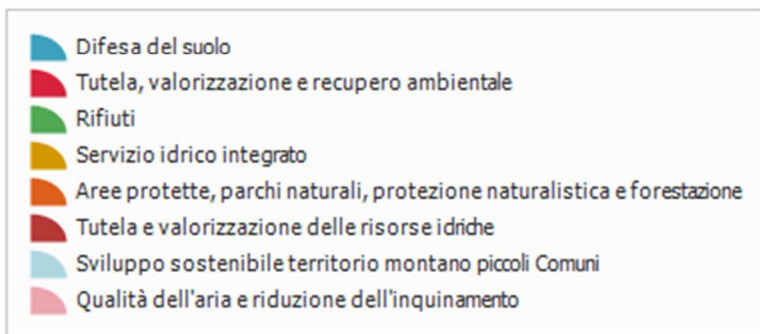 Difesa del suolo
Tutela, valorizzazione e recupero ambientale
Rifiuti
Servizio idrico integrato
Aree protette, parchi naturali, protezione naturalistica e forestazione
Tutela e valorizzazione delle risorse idriche
Sviluppo sostenibile territorio montano piccoli Comuni
Qualità dell'aria e riduzione dell'inquinamento